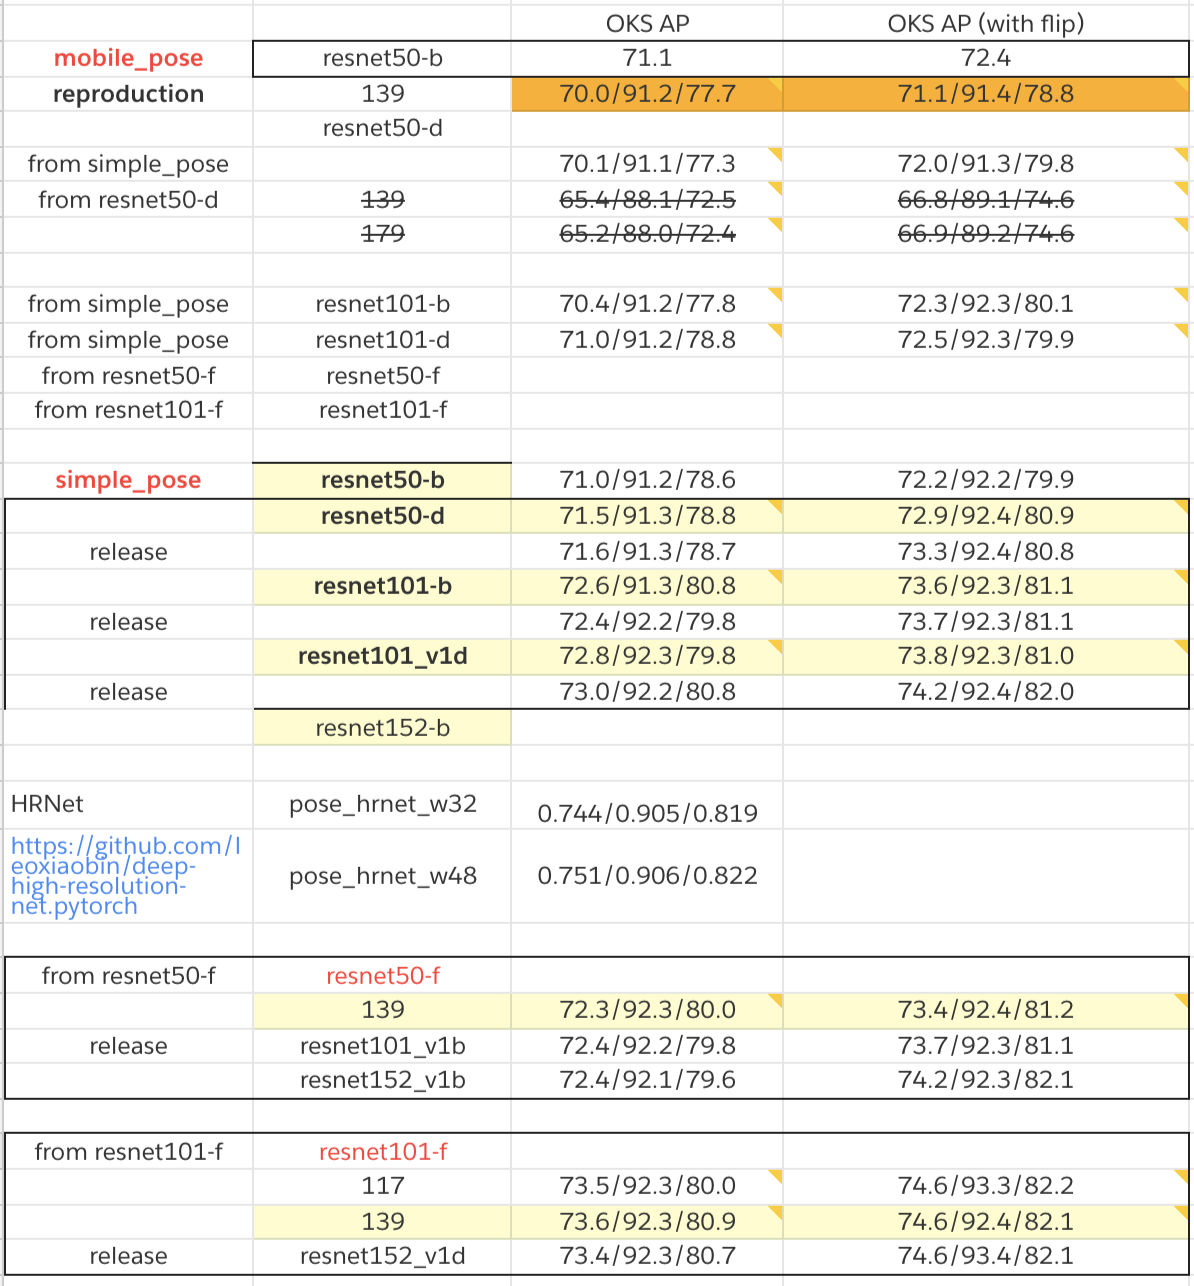 OKS AP OKS AP (with flip)
mobile_pose resnet50-b 71.1 72.4
reproduction 139 70.0/91.2/77.7 71.1/91.4/78.8
resnet50-d
from simple_pose 70.1/91.1/77.3 72.0/91.3/79.8
from resnet50-d 139 65.4/88.1/72.5 66.8/89.1/74.6
179 65.2/88.0/72.4 66.9/89.2/74.6
from simple_pose resnet101-b 70.4/91.2/77.8 72.3/92.3/80.1
from simple_pose resnet101-d 71.0/91.2/78.8 72.5/92.3/79.9
from resnet50-f resnet50-f
from resnet101-f resnet101-f
simple_pose resnet50-b 71.0/91.2/78.6 72.2/92.2/79.9
resnet50-d 71.5/91.3/78.8 72.9/92.4/80.9
release 71.6/91.3/78.7 73.3/92.4/80.8
resnet101-b 72.6/91.3/80.8 73.6/92.3/81.1
release 72.4/92.2/79.8 73.7/92.3/81.1
resnet101_v1d 72.8/92.3/79.8 73.8/92.3/81.0
release 73.0/92.2/80.8 74.2/92.4/82.0
resnet152-b
HRNet pose_hrnet_w32 0.744/0.905/0.819
https://github.com/l
eoxiaobin/deep-
high-resolution-
net.pytorch
pose_hrnet_w48 0.751/0.906/0.822
from resnet50-f resnet50-f
139 72.3/92.3/80.0 73.4/92.4/81.2
release resnet101_v1b 72.4/92.2/79.8 73.7/92.3/81.1
resnet152_v1b 72.4/92.1/79.6 74.2/92.3/82.1
from resnet101-f resnet101-f
117 73.5/92.3/80.0 74.6/93.3/82.2
139 73.6/92.3/80.9 74.6/92.4/82.1
release resnet152_v1d 73.4/92.3/80.7 74.6/93.4/82.1